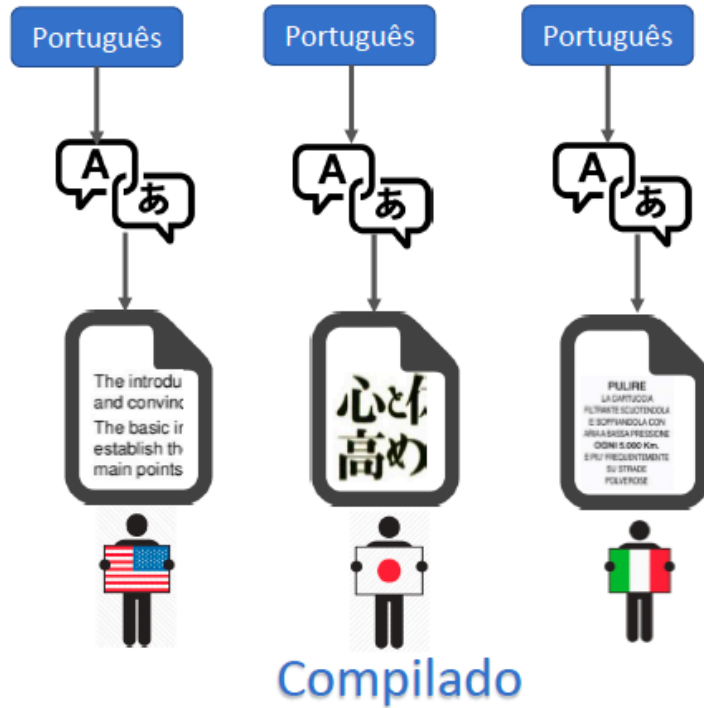 Português
Português
Português
A
あ
A
あ
A
あ
The introdu
and convinc
The basic ir
establish th
main points
心と
高め
PULIRE
LA CARTUCCIA
FILTRANTE SCUOTENDOLA
E SOFFIANDOLA CON
ARIA A BASSA PRESSIONE
OGNI 5.000 Km.
E PIU' FREQUENTEMENTE
SU STRADE
POLVEROSE
Compilado